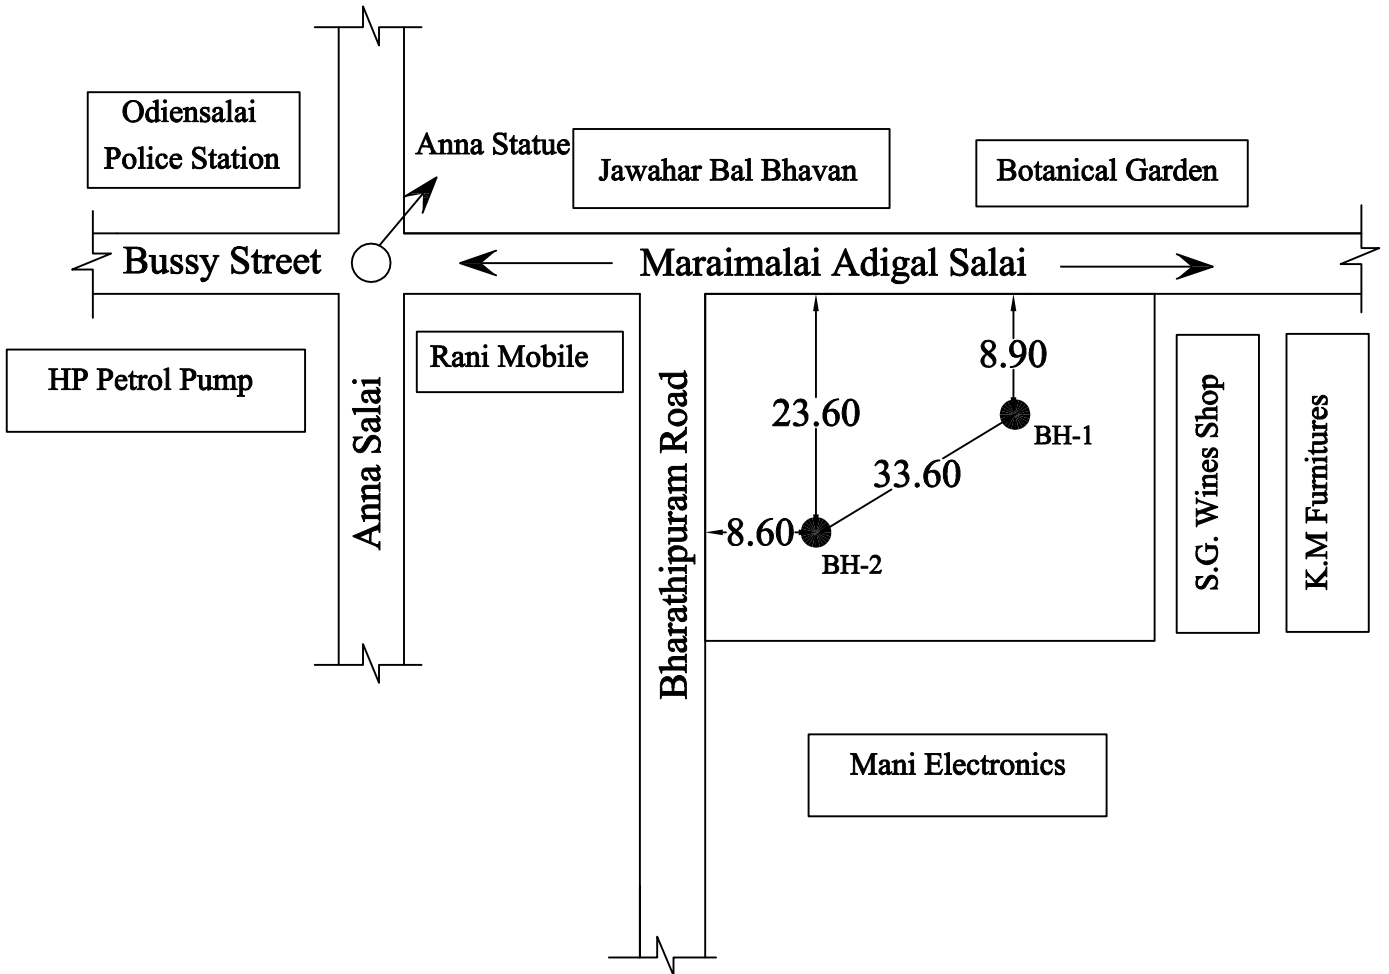 Odiensalai
Police Station
Anna Statue
Jawahar Bal Bhavan
Botanical Garden
Bussy Street
Maraimalai Adigal Salai
HP Petrol Pump
Anna Salai
Rani Mobile
Bharathipuram Road
8.90
23.60
BH-1
33.60
8.60
BH-2
S.G. Wines Shop
K.M Furnitures
Mani Electronics